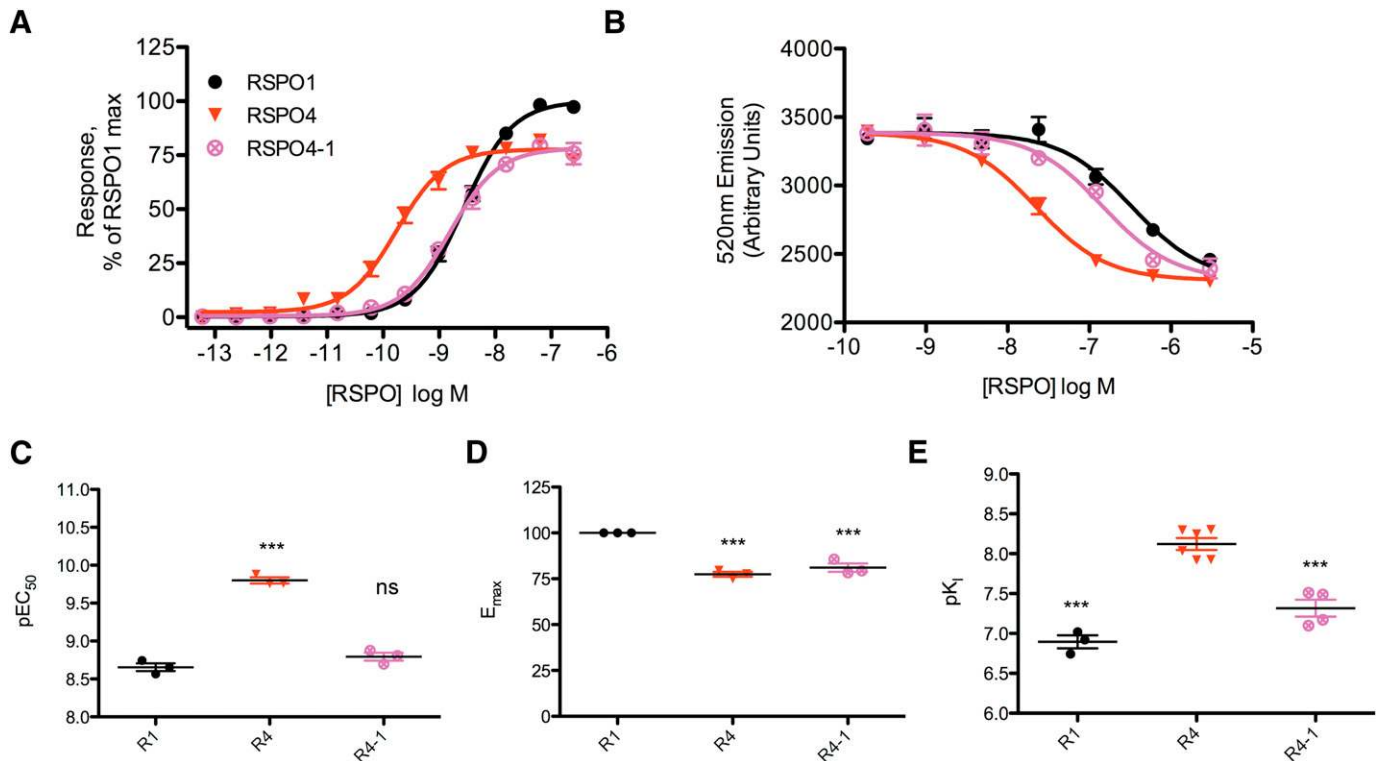 A
Response,
% of RSPO1 max
125
100
75
50
25
0
RSPO1
RSPO4
RSPO4-1
-13 -12 -11 -10 -9 -8 -7 -6
[RSPO] log M
B
520nm Emission
(Arbitrary Units)
4000
3500
3000
2500
2000
-10 -9 -8 -7 -6 -5
[RSPO] log M
C
pEC50
11.0
10.5
10.0
9.5
9.0
8.5
8.0
***
ns
R1 R4 R4-1
D
Emax
125
100
75
50
25
0
***
***
R1 R4 R4-1
E
pKI
9.0
8.5
8.0
7.5
7.0
6.5
6.0
***
***
R1 R4 R4-1